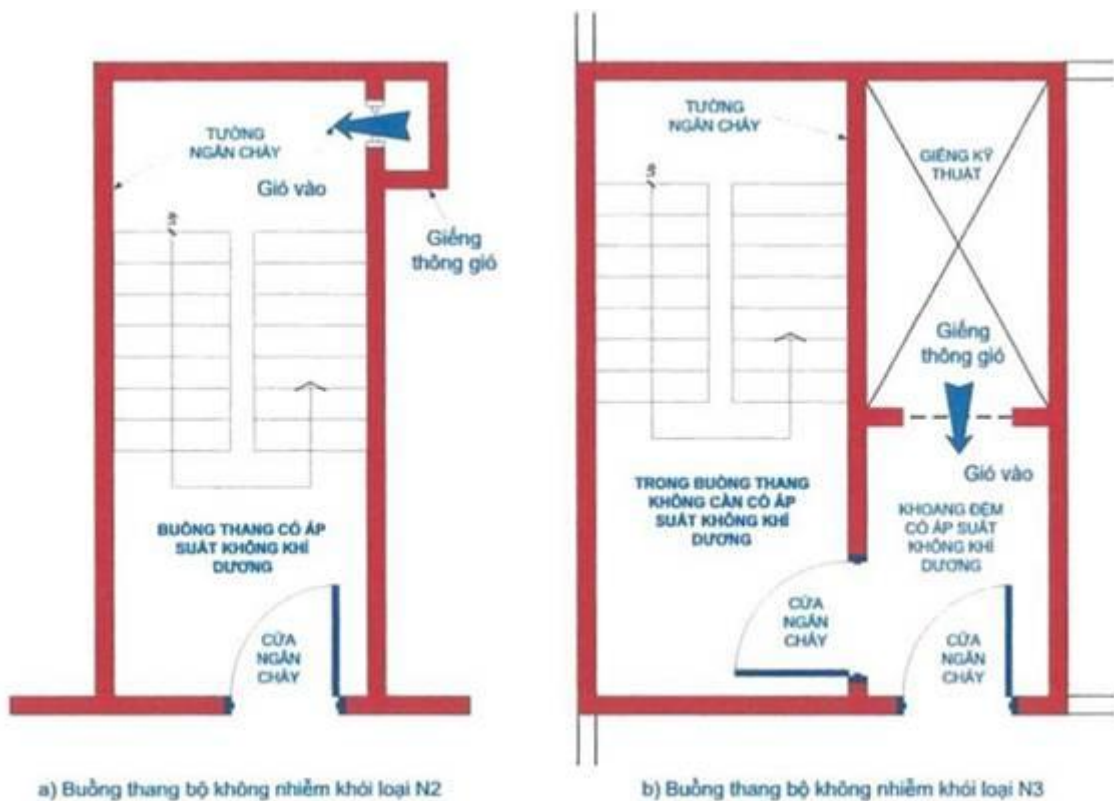 TƯỜNG
NGĂN CHÁY
Gió vào
Giếng
thông gió
BUỒNG THANG CÓ ÁP
SUẤT KHÔNG KHÍ
DƯƠNG
CỬA
NGĂN
CHÁY
a) Buồng thang bộ không nhiễm khói loại N2
TƯỜNG
NGĂN CHÁY
GIẾNG KỸ
THUẬT
Giếng
thông gió
Gió vào
TRONG BUỒNG THANG
KHÔNG CẦN CÓ ÁP
SUẤT KHÔNG KHÍ
DƯƠNG
KHOANG ĐỆM
CÓ ÁP SUẤT
KHÔNG KHÍ
DƯƠNG
CỬA
NGĂN
CHÁY
CỬA
NGĂN
CHÁY
b) Buồng thang bộ không nhiễm khói loại N3